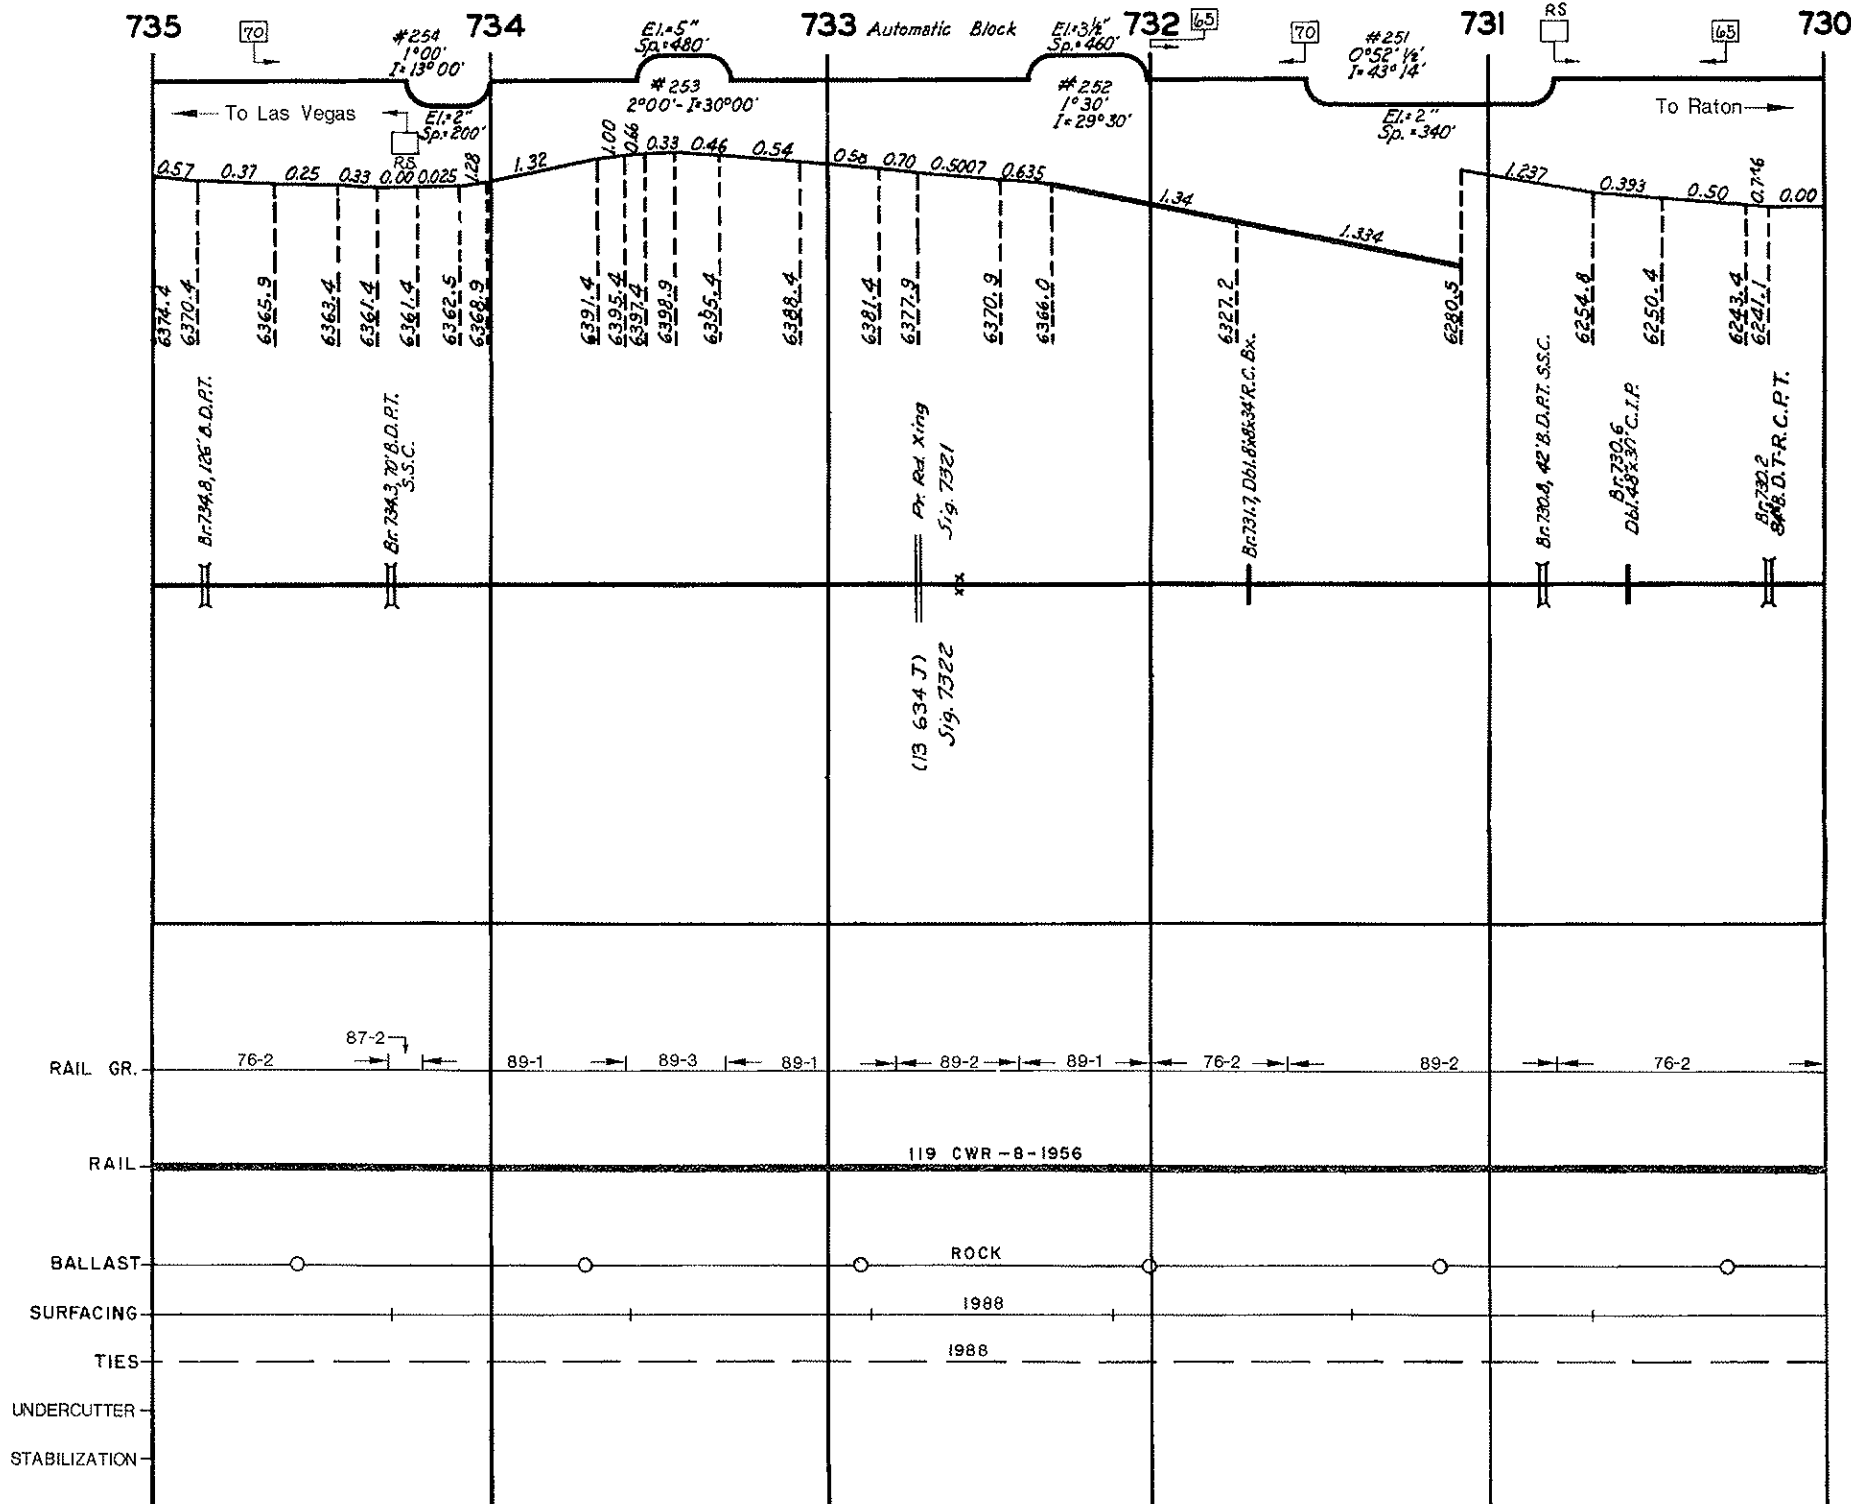 735
734
733
Automatic Block
732
731
730
70
#254
1°00'
I=13°00'
El.=5"
Sp.=480'
El.=3½"
Sp.=460'
65
70
#251
0°52'½"
I=43°14'
RS
65
To Las Vegas
El.=2"
Sp.=200'
RS
#253
2°00'-I=30°00'
#252
1°30'
I=29°30'
El.=2"
Sp.=340'
To Raton
0.57 0.37 0.25 0.33 0.00 0.025 1.28 1.32 1.00 0.66 0.33 0.46 0.54 0.58 0.70 0.5007 0.635 1.34 1.334 1.237 0.393 0.50 0.746 0.00
6374.4
6370.4
6365.9
6363.4
6361.4
6361.4
6362.5
6368.9
6391.4
6395.4
6397.4
6398.9
6395.4
6388.4
6381.4
6377.9
6370.9
6366.0
6327.2
6280.5
6254.8
6250.4
6243.4
6241.1
Br.734.8, 126' B.D.P.T.
Br.734.3, 70' B.D.P.T.
S.S.C.
Pr. Rd. Xing
Sig. 7321
(13 634 J)
Sig. 7322
Br.731.7, Dbl.8'x8'x34' R.C. Bx.
Br.730.8, 42' B.D.P.T. S.S.C.
Br.730.6
Dbl.48"x30' C.I.P.
Br.730.2
84' B.D.T-R.C.P.T.
RAIL GR.
76-2
87-2
89-1
89-3
89-1
89-2
89-1
76-2
89-2
76-2
RAIL
119 CWR-8-1956
BALLAST
ROCK
SURFACING
1988
TIES
1988
UNDERCUTTER
STABILIZATION